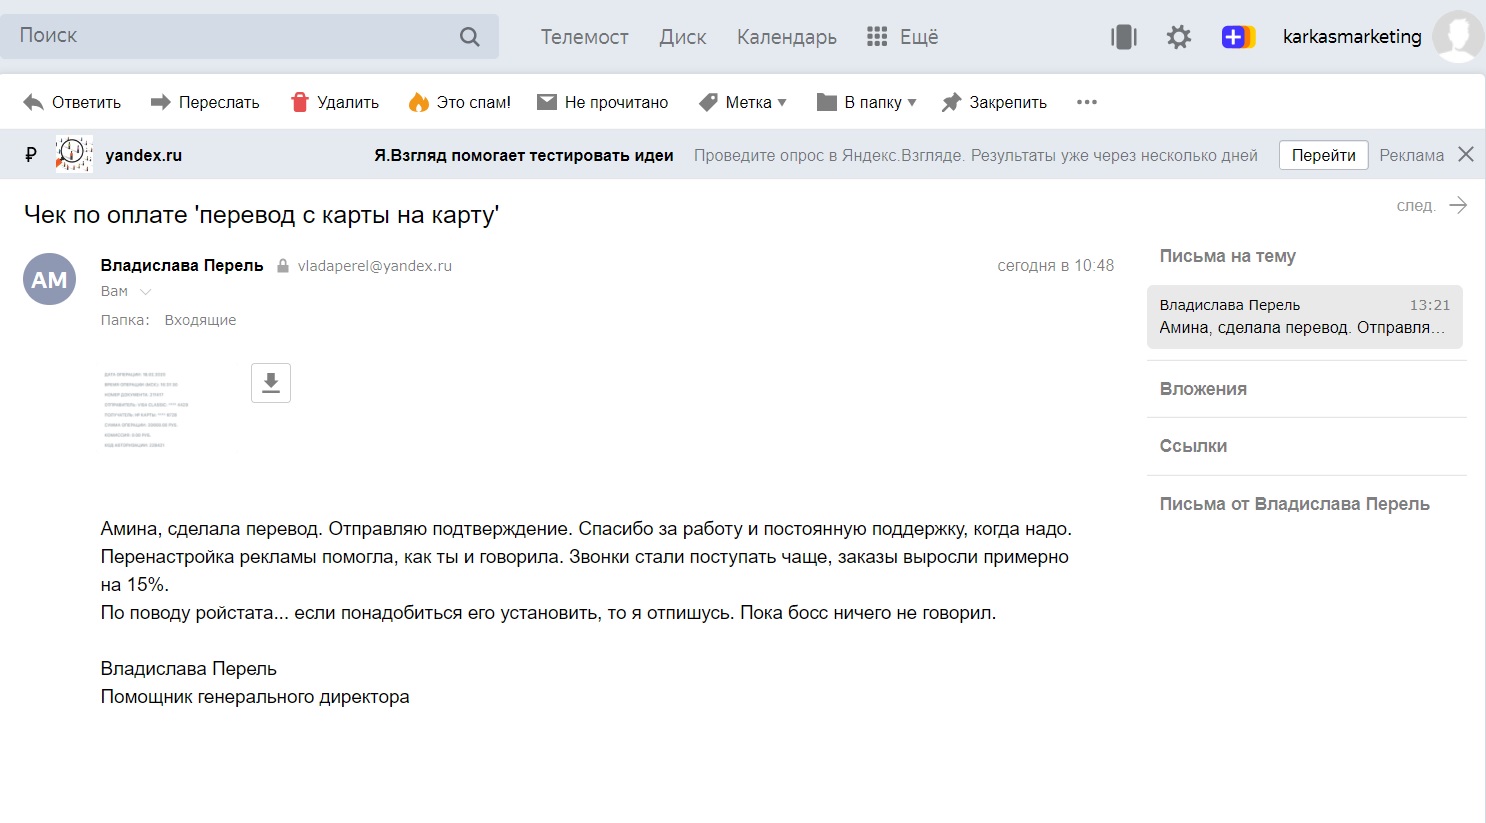 Поиск
Телемост Диск Календарь Ещё
karkasmarketing
Ответить Переслать Удалить Это спам! Не прочитано Метка В папку Закрепить
₽ yandex.ru Я.Взгляд помогает тестировать идеи Проведите опрос в Яндекс.Взгляде. Результаты уже через несколько дней Перейти Реклама
Чек по оплате 'перевод с карты на карту'
след.
АМ
Владислава Перель vladaperel@yandex.ru сегодня в 10:48
Вам
Папка: Входящие
Амина, сделала перевод. Отправляю подтверждение. Спасибо за работу и постоянную поддержку, когда надо.
Перенастройка рекламы помогла, как ты и говорила. Звонки стали поступать чаще, заказы выросли примерно
на 15%.
По поводу ройстата... если понадобиться его установить, то я отпишусь. Пока босс ничего не говорил.
Владислава Перель
Помощник генерального директора
Письма на тему
Владислава Перель 13:21
Амина, сделала перевод. Отправля...
Вложения
Ссылки
Письма от Владислава Перель